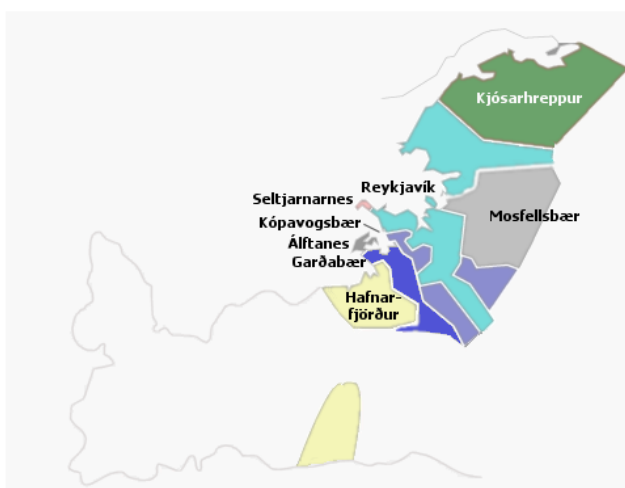 Kjósarhreppur
Reykjavík
Seltjarnarnes
Mosfellsbær
Kópavogsbær
Álftanes
Garðabær
Hafnar-
fjörður